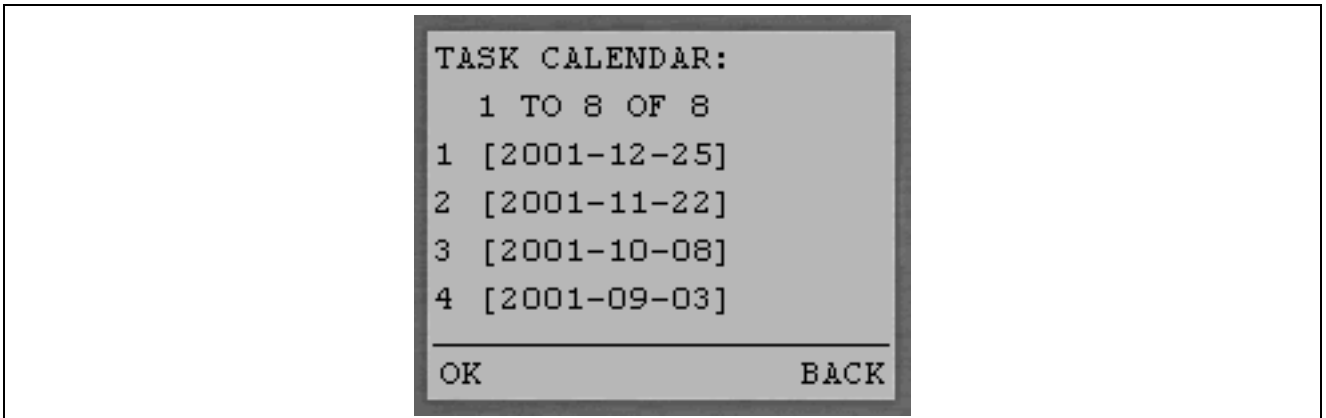 TASK CALENDAR:
1 TO 8 OF 8
1 [2001-12-25]
2 [2001-11-22]
3 [2001-10-08]
4 [2001-09-03]
OK BACK